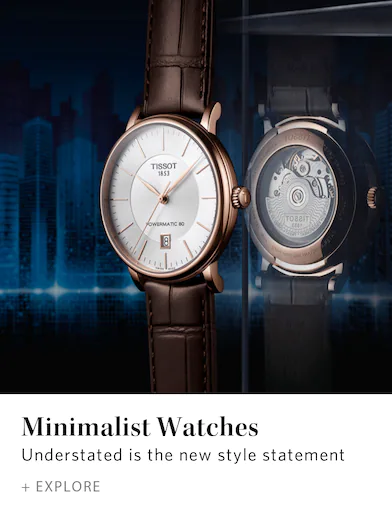 TISSOT
1853
POWERMATIC 80
TISSOT
Minimalist Watches
Understated is the new style statement
+ EXPLORE